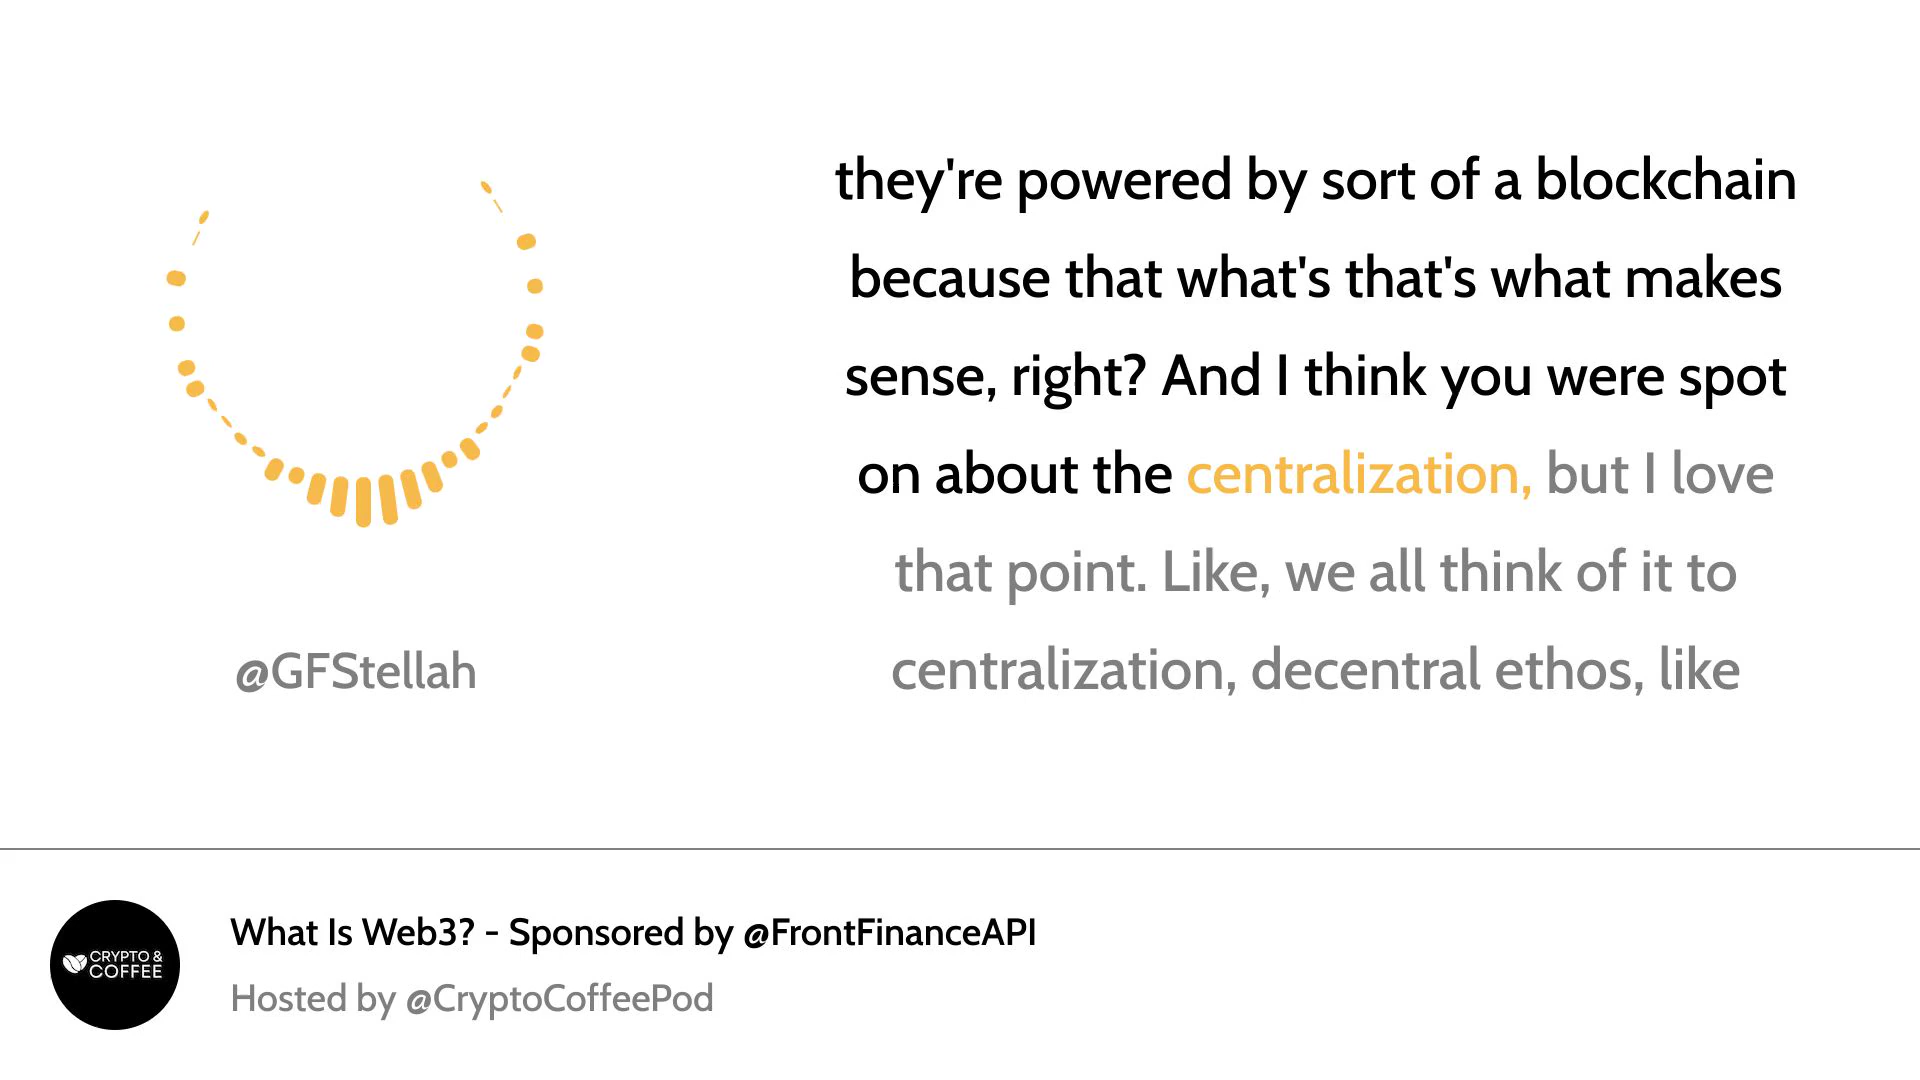 they're powered by sort of a blockchain
because that what's that's what makes
sense, right? And I think you were spot
on about the centralization, but I love
that point. Like, we all think of it to
centralization, decentral ethos, like
@GFStellah
CRYPTO &
COFFEE
What Is Web3? - Sponsored by @FrontFinanceAPI
Hosted by @CryptoCoffeePod